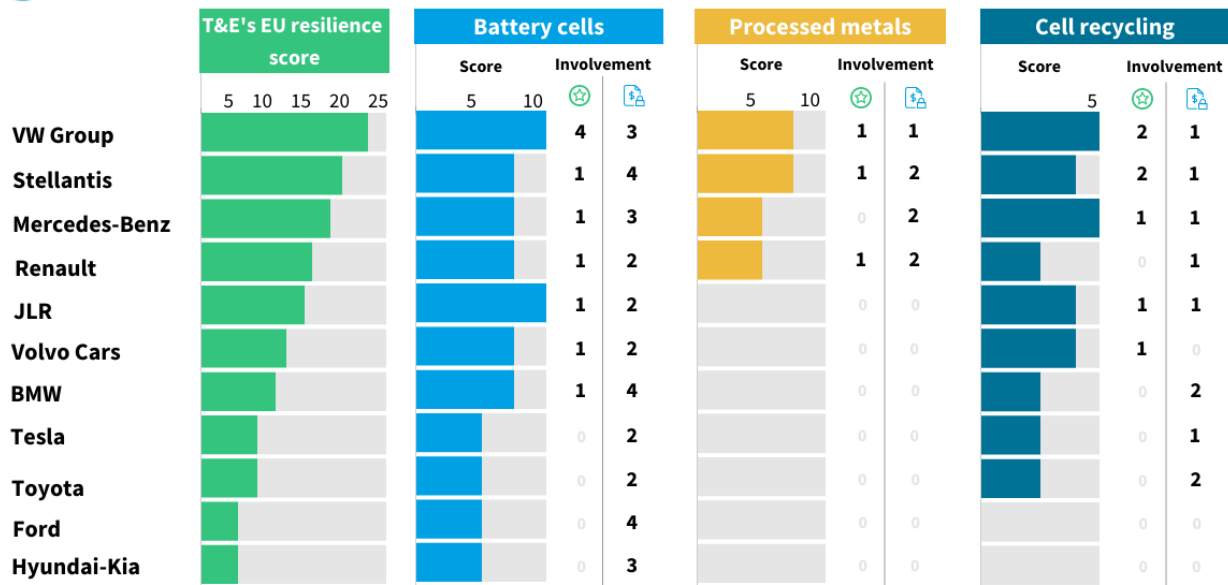 T&E's EU resilience score
Battery cells
Processed metals
Cell recycling
Score Involvement Score Involvement Score Involvement
5 10 15 20 25 5 10 5 10 5
VW Group 4 3 1 1 2 1
Stellantis 1 4 1 2 2 1
Mercedes-Benz 1 3 0 2 1 1
Renault 1 2 1 2 0 1
JLR 1 2 0 0 1 1
Volvo Cars 1 2 0 0 1 0
BMW 1 4 0 0 0 2
Tesla 0 2 0 0 0 1
Toyota 0 2 0 0 0 2
Ford 0 4 0 0 0 0
Hyundai-Kia 0 3 0 0 0 0